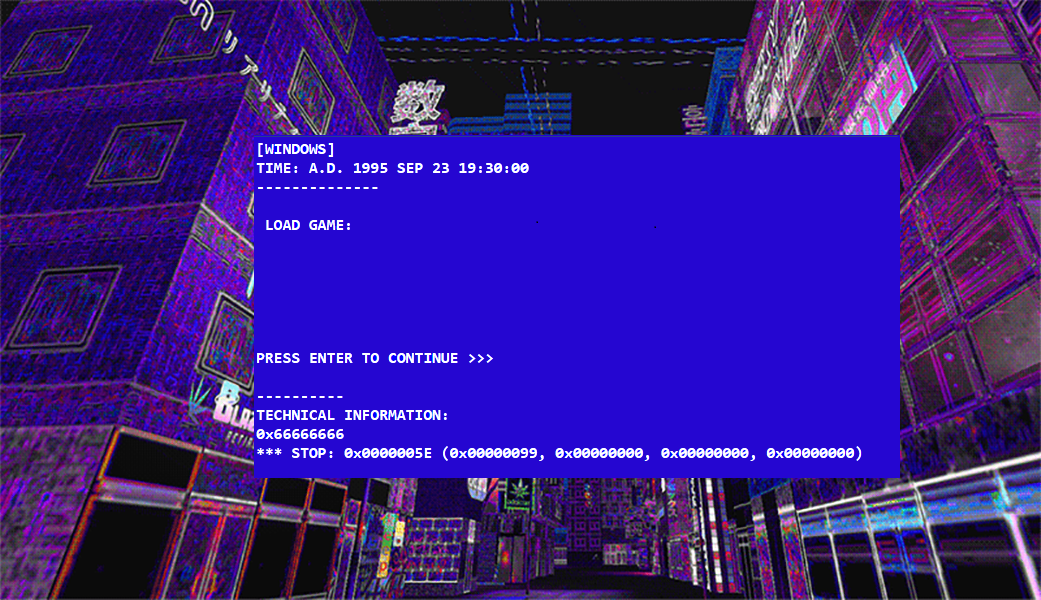 数
[WINDOWS]
TIME: A.D. 1995 SEP 23 19:30:00
--------------
LOAD GAME:
PRESS ENTER TO CONTINUE >>>
----------
TECHNICAL INFORMATION:
0x66666666
*** STOP: 0x0000005E (0x00000099, 0x00000000, 0x00000000, 0x00000000)